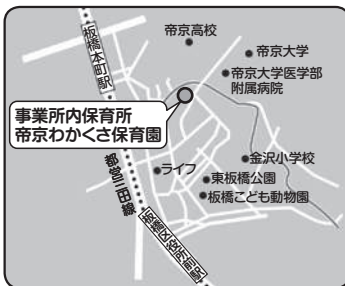 帝京高校
帝京大学
帝京大学医学部
附属病院
板橋本町駅
事業所内保育所
帝京わかくさ保育園
都営三田線
ライフ
金沢小学校
東板橋公園
板橋こども動物園
板橋区役所前駅